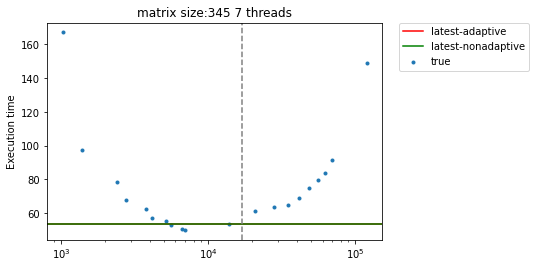 matrix size:345 7 threads
Execution time
160
140
120
100
80
60
10³
10⁴
10⁵
latest-adaptive
latest-nonadaptive
true